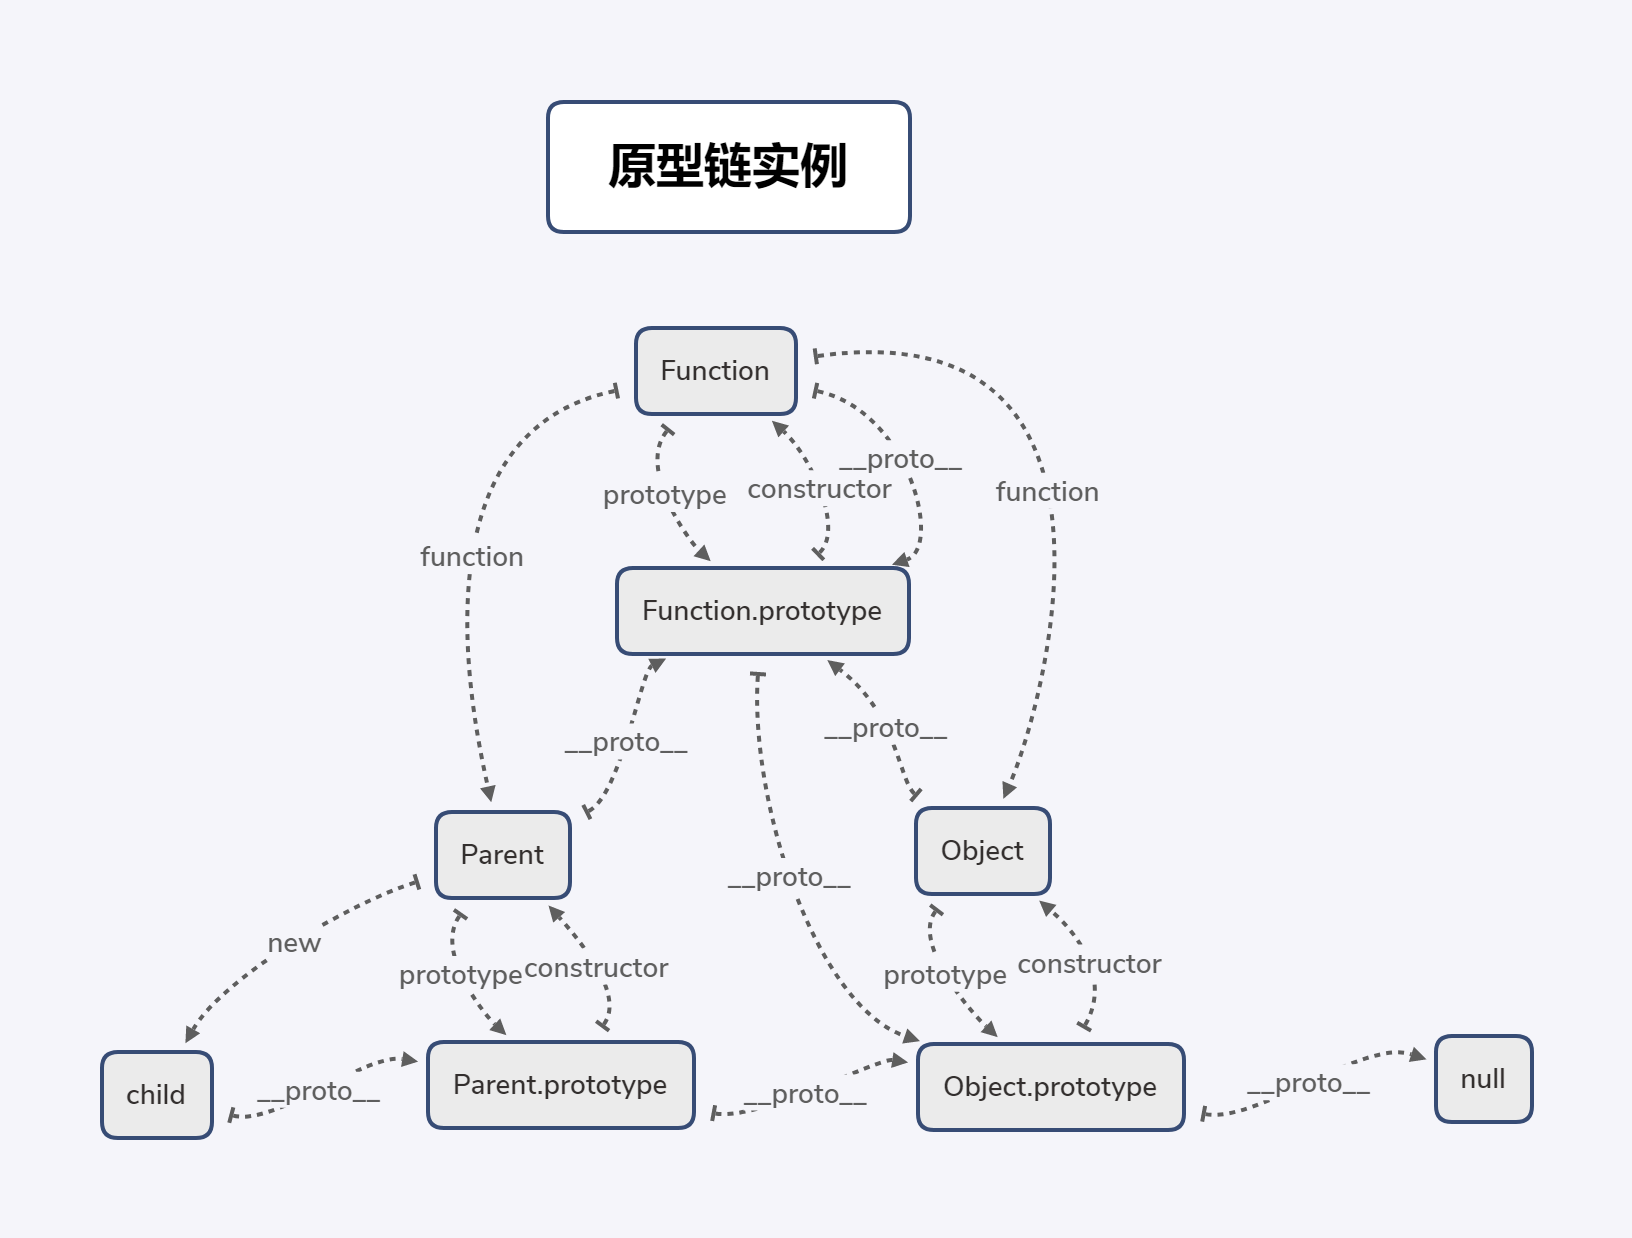 原型链实例
Function
__proto__
prototype
constructor
function
function
Function.prototype
__proto__
__proto__
Parent
Object
__proto__
new
prototype
constructor
prototype
constructor
child
__proto__
Parent.prototype
__proto__
Object.prototype
__proto__
null